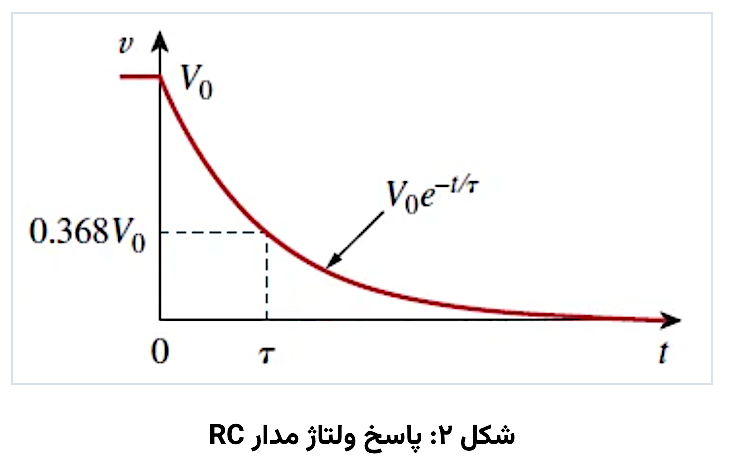 v
V₀
V₀e^{-t/τ}
0.368V₀
0
τ
t
شکل ۲: پاسخ ولتاژ مدار RC